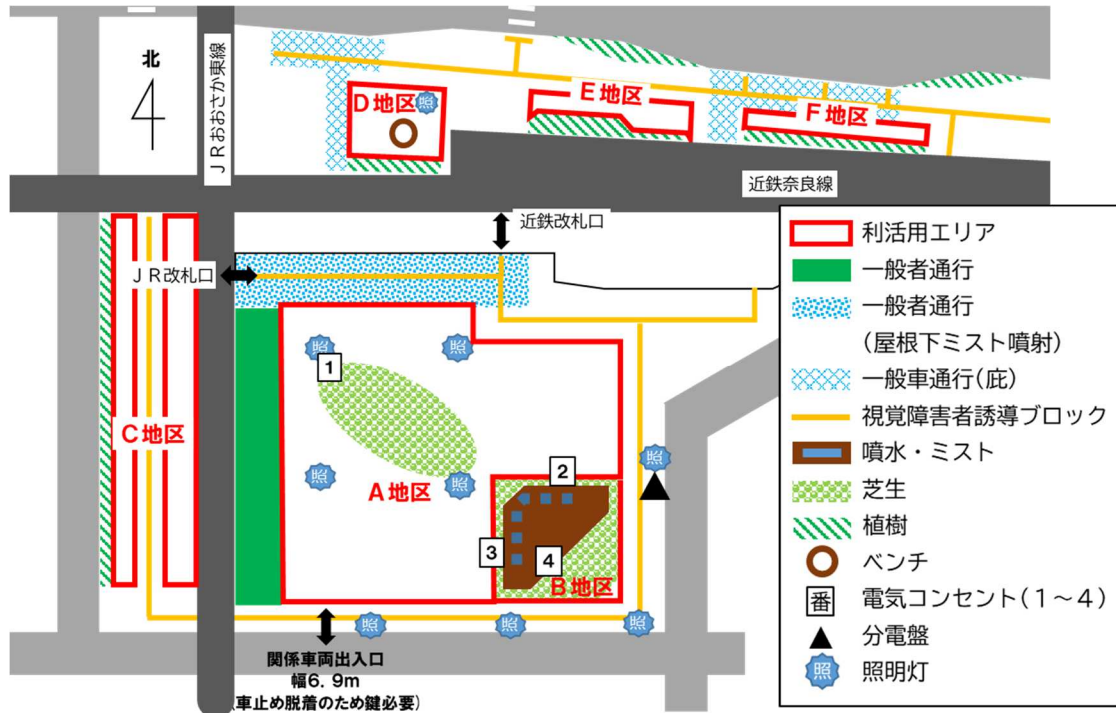 北
JRおおさか東線
D地区
照
E地区
F地区
近鉄奈良線
近鉄改札口
JR改札口
C地区
照
照
1
照
照
A地区
2
3
4
B地区
照
照
照
照
関係車両出入口
幅6.9m
(車止め脱着のため鍵必要)
利活用エリア
一般者通行
一般者通行
(屋根下ミスト噴射)
一般車通行(庇)
視覚障害者誘導ブロック
噴水・ミスト
芝生
植樹
ベンチ
番 電気コンセント(1～4)
分電盤
照 照明灯